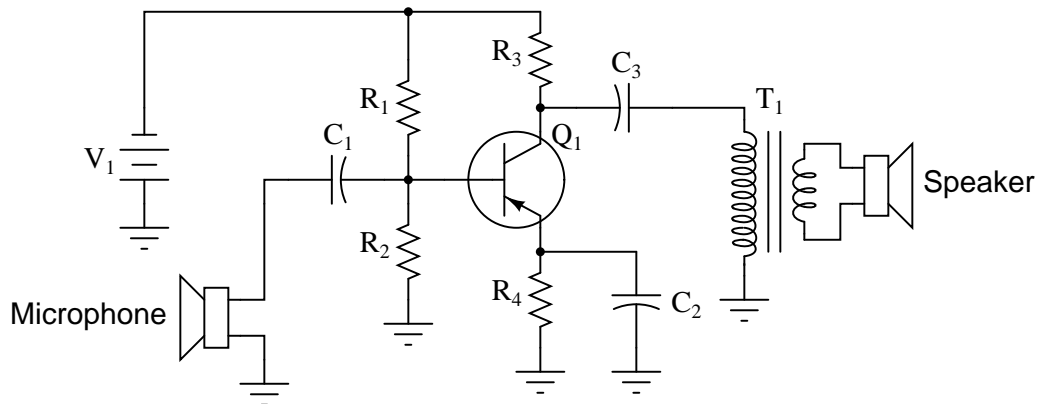 R₃
C₃
R₁
T₁
C₁
Q₁
V₁
Speaker
R₂
R₄
C₂
Microphone